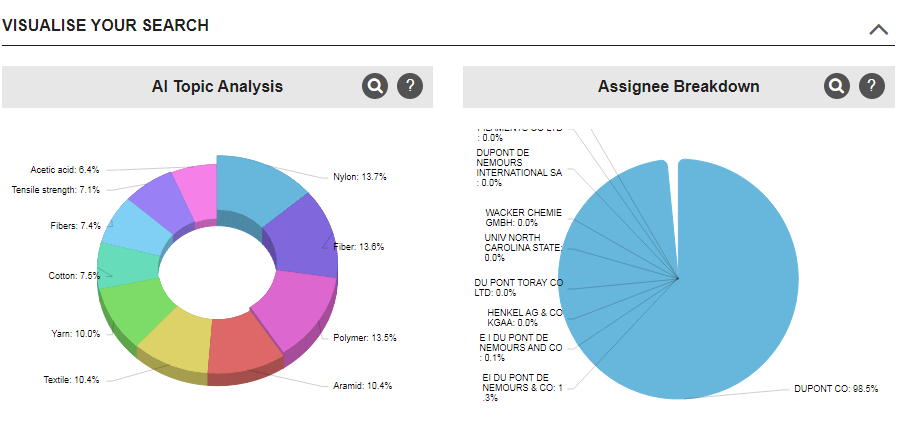 VISUALISE YOUR SEARCH
AI Topic Analysis
?
Assignee Breakdown
?
Acetic acid: 6.4%
Tensile strength: 7.1%
Fibers: 7.4%
Cotton: 7.5%
Yarn: 10.0%
Textile: 10.4%
Nylon: 13.7%
Fiber: 13.6%
Polymer: 13.5%
Aramid: 10.4%
FILAMENTS CO LTD
: 0.0%
DUPONT DE
NEMOURS
INTERNATIONAL SA
: 0.0%
WACKER CHEMIE
GMBH: 0.0%
UNIV NORTH
CAROLINA STATE:
0.0%
DU PONT TORAY CO
LTD: 0.0%
HENKEL AG & CO
KGAA: 0.0%
E I DU PONT DE
NEMOURS AND CO
: 0.1%
EI DU PONT DE
NEMOURS & CO: 1
.3%
DUPONT CO: 98.5%